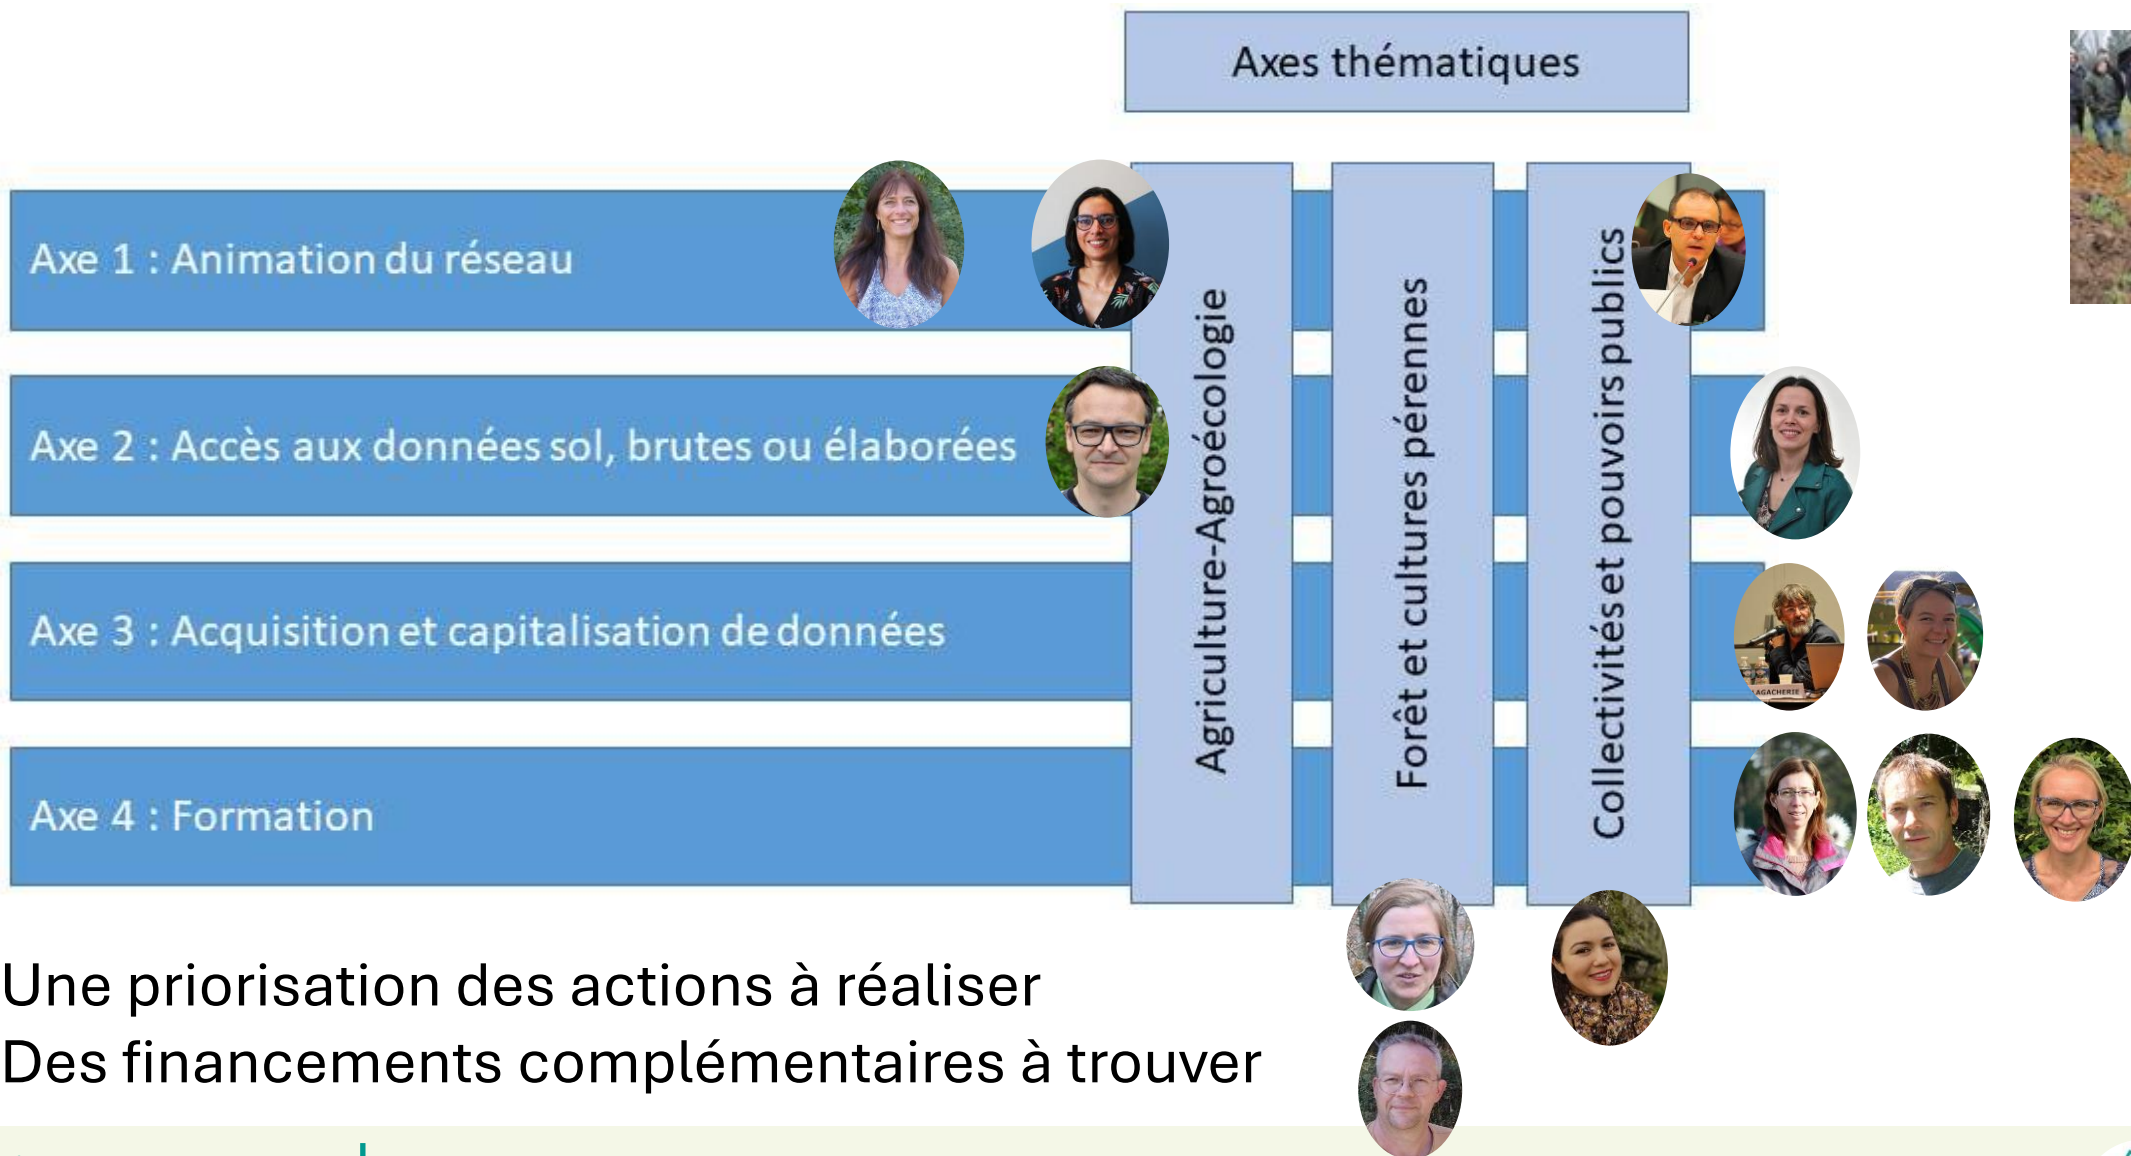 Axes thématiques
Axe 1 : Animation du réseau
Axe 2 : Accès aux données sol, brutes ou élaborées
Axe 3 : Acquisition et capitalisation de données
Axe 4 : Formation
Agriculture-Agroécologie
Forêt et cultures pérennes
Collectivités et pouvoirs publics
LAGACHERIE
Une priorisation des actions à réaliser
Des financements complémentaires à trouver